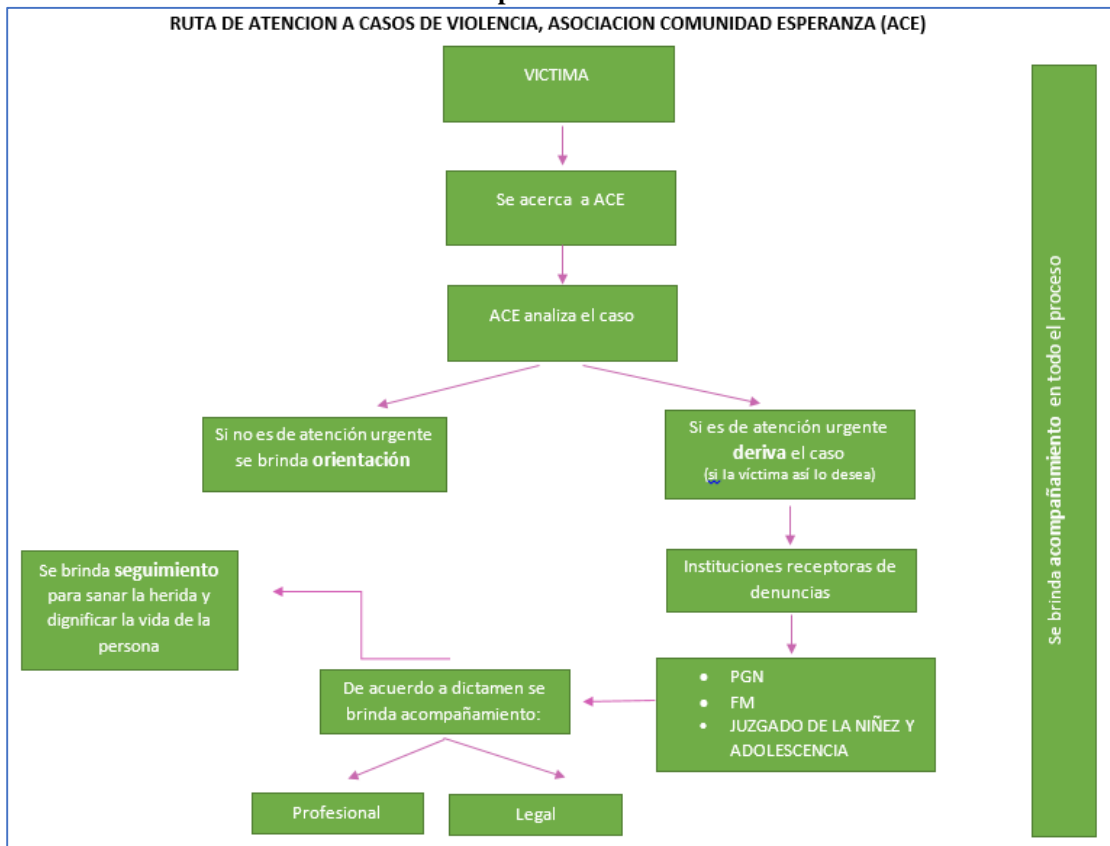 RUTA DE ATENCION A CASOS DE VIOLENCIA, ASOCIACION COMUNIDAD ESPERANZA (ACE)
VICTIMA
Se acerca a ACE
ACE analiza el caso
Si no es de atención urgente
se brinda orientación
Si es de atención urgente
deriva el caso
(si la víctima así lo desea)
Instituciones receptoras de
denuncias
• PGN
• FM
• JUZGADO DE LA NIÑEZ Y
ADOLESCENCIA
De acuerdo a dictamen se
brinda acompañamiento:
Profesional
Legal
Se brinda seguimiento
para sanar la herida y
dignificar la vida de la
persona
Se brinda acompañamiento en todo el proceso